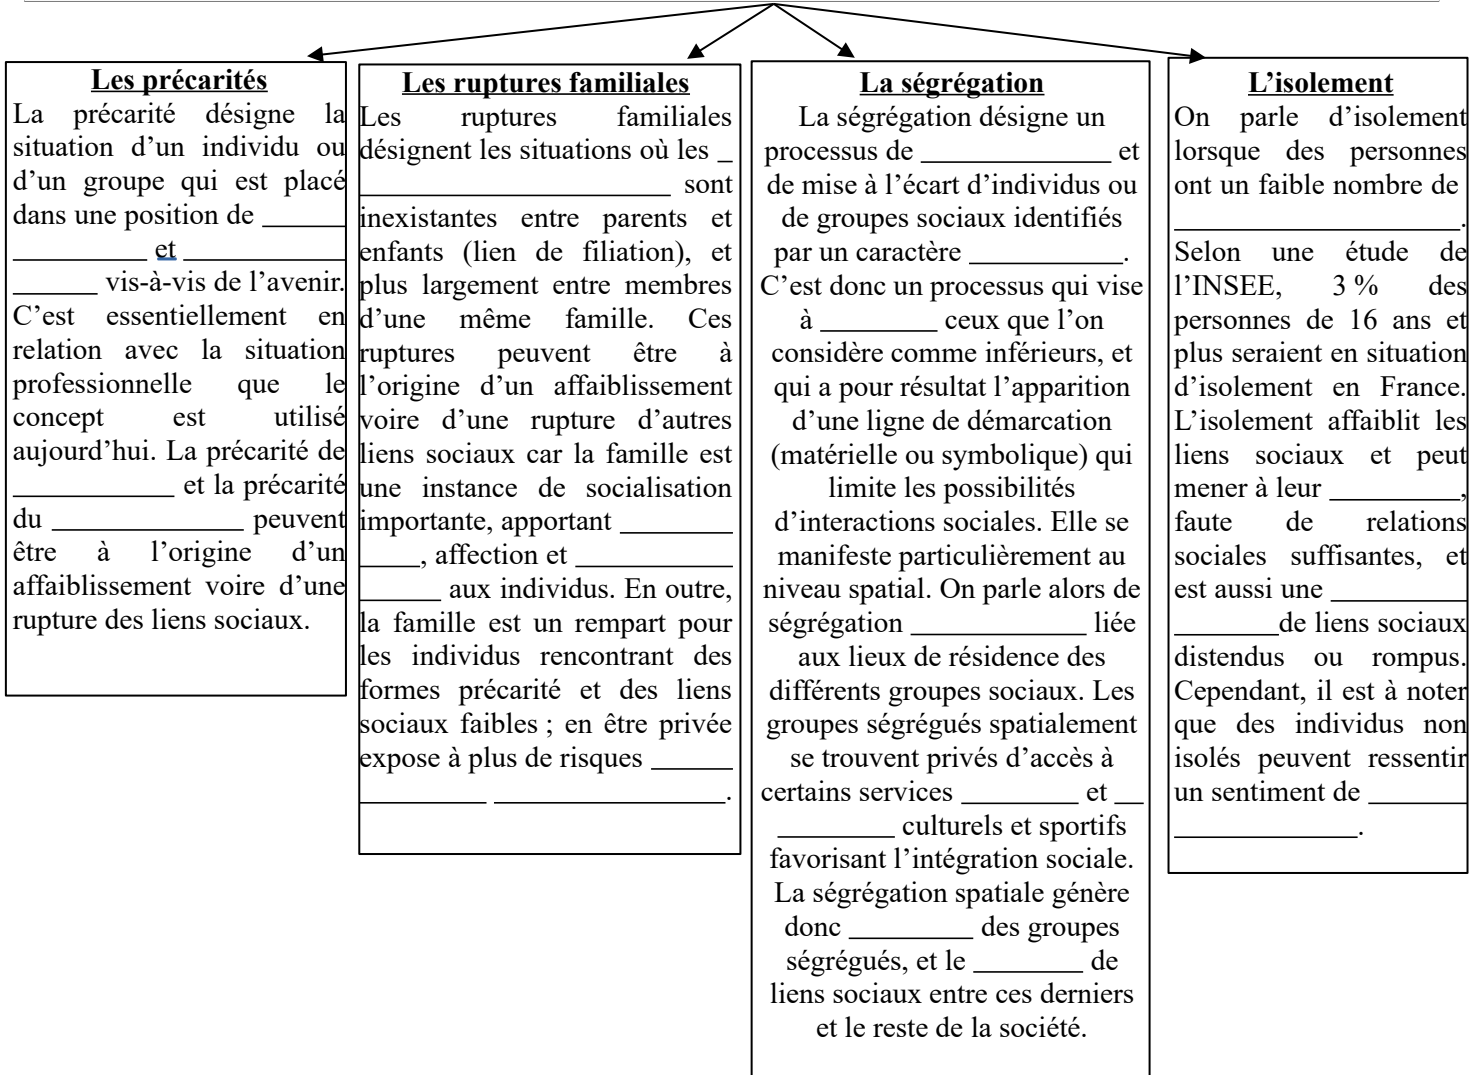 Les précarités
La précarité désigne la
situation d’un individu ou
d’un groupe qui est placé
dans une position de ______
_________ et ___________
______ vis-à-vis de l’avenir.
C’est essentiellement en
relation avec la situation
professionnelle que le
concept est utilisé
aujourd’hui. La précarité de
___________ et la précarité
du _____________ peuvent
être à l’origine d’un
affaiblissement voire d’une
rupture des liens sociaux.
Les ruptures familiales
Les ruptures familiales
désignent les situations où les _
_____________________ sont
inexistantes entre parents et
enfants (lien de filiation), et
plus largement entre membres
d’une même famille. Ces
ruptures peuvent être à
l’origine d’un affaiblissement
voire d’une rupture d’autres
liens sociaux car la famille est
une instance de socialisation
importante, apportant ________
____, affection et ___________
______ aux individus. En outre,
la famille est un rempart pour
les individus rencontrant des
formes précarité et des liens
sociaux faibles ; en être privée
expose à plus de risques ______
_________ ________________.
La ségrégation
La ségrégation désigne un
processus de _____________ et
de mise à l’écart d’individus ou
de groupes sociaux identifiés
par un caractère ___________.
C’est donc un processus qui vise
à ________ ceux que l’on
considère comme inférieurs, et
qui a pour résultat l’apparition
d’une ligne de démarcation
(matérielle ou symbolique) qui
limite les possibilités
d’interactions sociales. Elle se
manifeste particulièrement au
niveau spatial. On parle alors de
ségrégation ____________ liée
aux lieux de résidence des
différents groupes sociaux. Les
groupes ségrégués spatialement
se trouvent privés d’accès à
certains services ________ et __
________ culturels et sportifs
favorisant l’intégration sociale.
La ségrégation spatiale génère
donc _________ des groupes
ségrégués, et le ________ de
liens sociaux entre ces derniers
et le reste de la société.
L’isolement
On parle d’isolement
lorsque des personnes
ont un faible nombre de
____________________.
Selon une étude de
l’INSEE, 3 % des
personnes de 16 ans et
plus seraient en situation
d’isolement en France.
L’isolement affaiblit les
liens sociaux et peut
mener à leur _________,
faute de relations
sociales suffisantes, et
est aussi une __________
_______de liens sociaux
distendus ou rompus.
Cependant, il est à noter
que des individus non
isolés peuvent ressentir
un sentiment de _______
_____________.